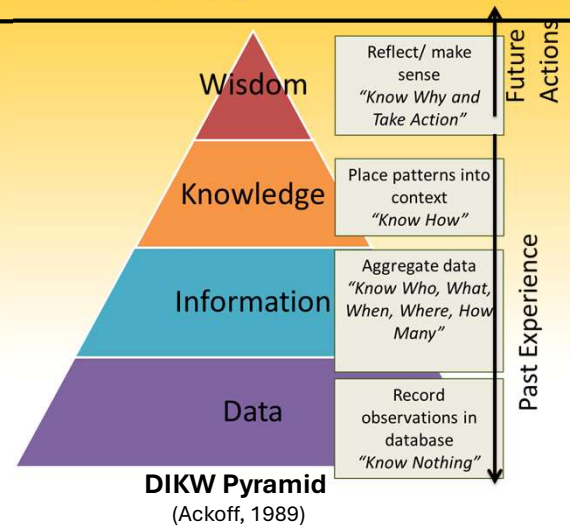 Wisdom
Reflect/ make
sense
“Know Why and
Take Action”
Future
Actions
Knowledge
Place patterns into
context
“Know How”
Information
Aggregate data
“Know Who, What,
When, Where, How
Many”
Past Experience
Data
Record
observations in
database
“Know Nothing”
DIKW Pyramid
(Ackoff, 1989)